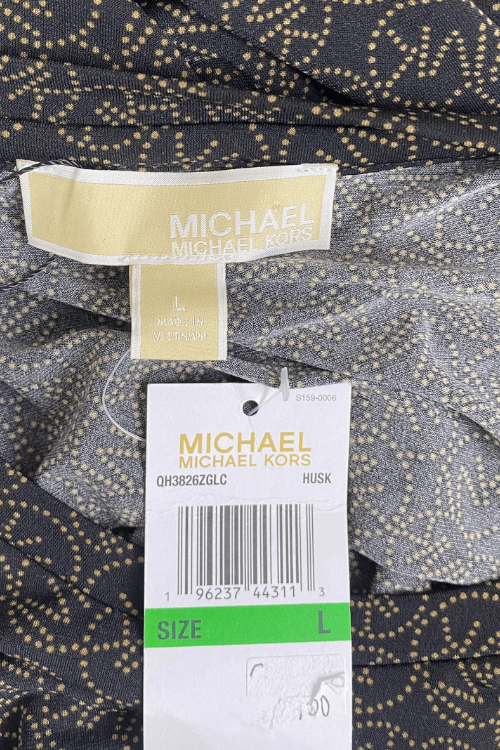 MICHAEL
MICHAEL KORS
L
MADE IN
VIETNAM
S159-0006
MICHAEL
MICHAEL KORS
QH3826ZGLC HUSK
1 96237 44311 3
SIZE L